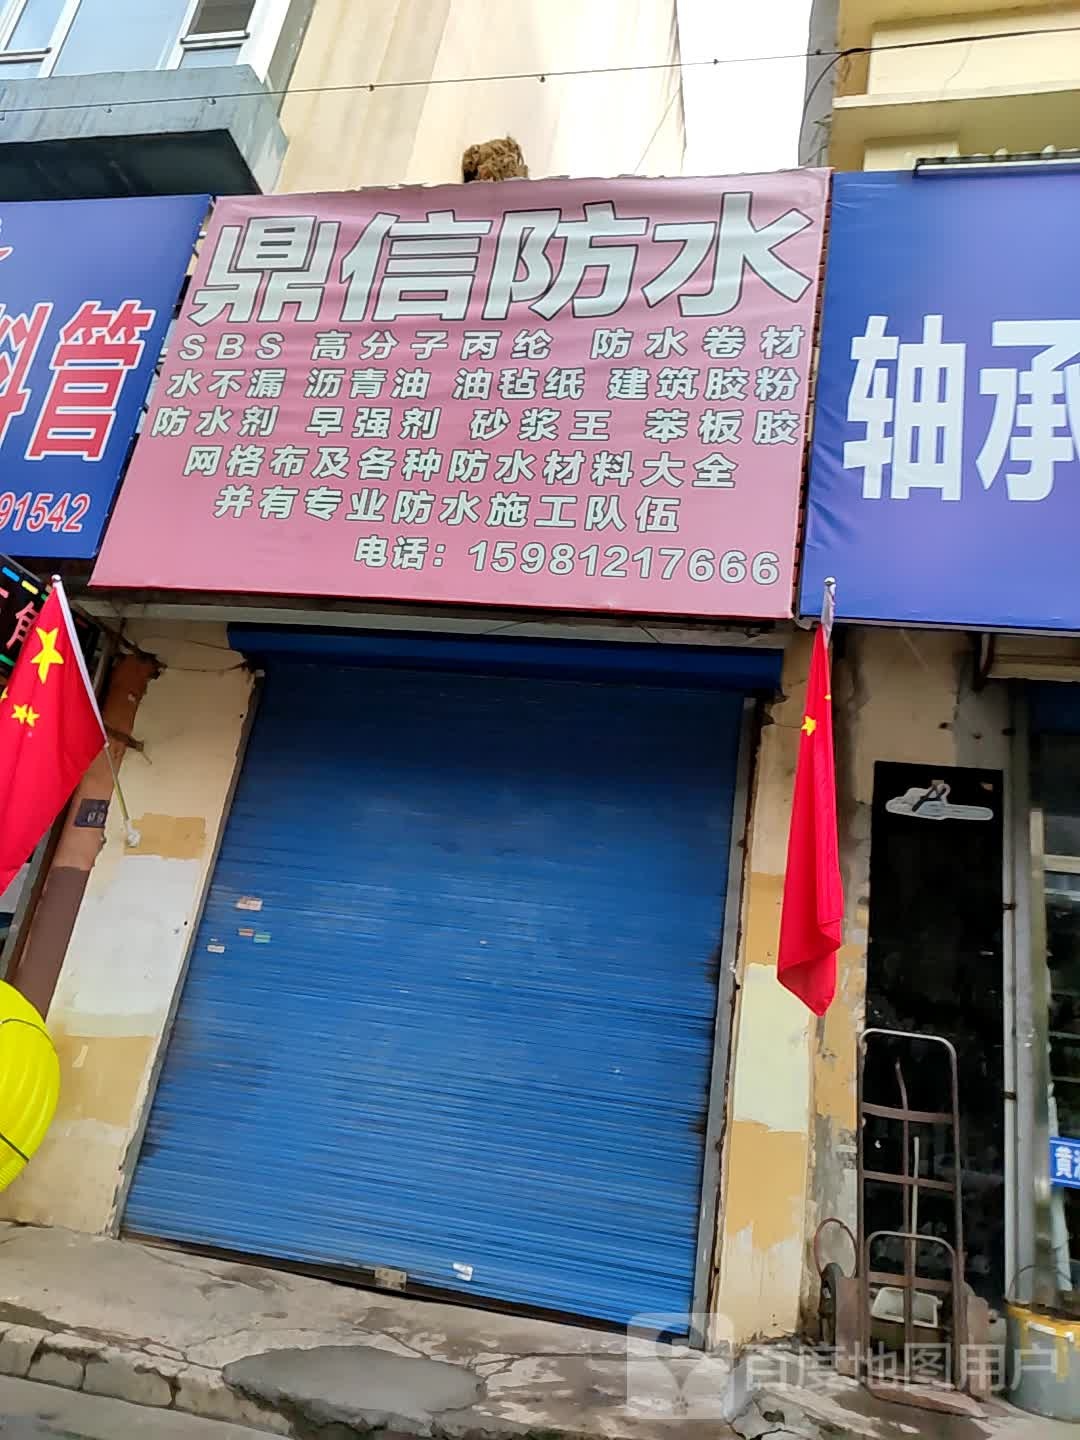 鼎信防水
SBS 高分子丙纶 防水卷材
水不漏 沥青油 油毡纸 建筑胶粉
防水剂 早强剂 砂浆王 苯板胶
网格布及各种防水材料大全
并有专业防水施工队伍
电话：15981217666
料管
91542
轴承
黄油
百度地图用户